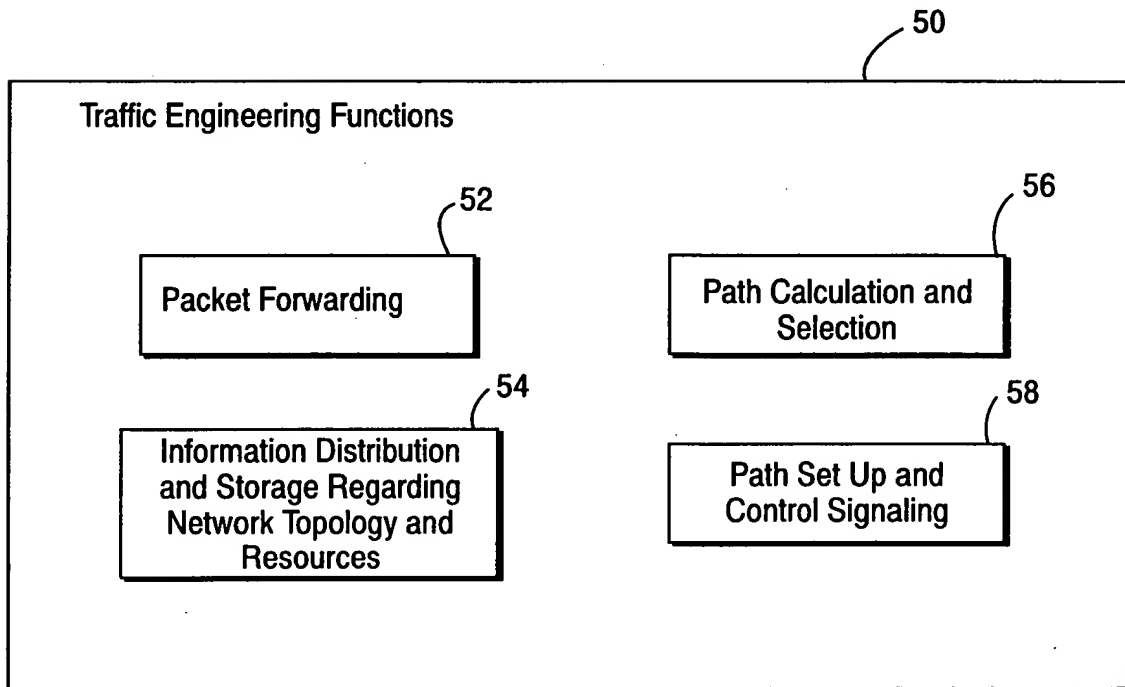 50
Traffic Engineering Functions
52
Packet Forwarding
56
Path Calculation and
Selection
54
Information Distribution
and Storage Regarding
Network Topology and
Resources
58
Path Set Up and
Control Signaling